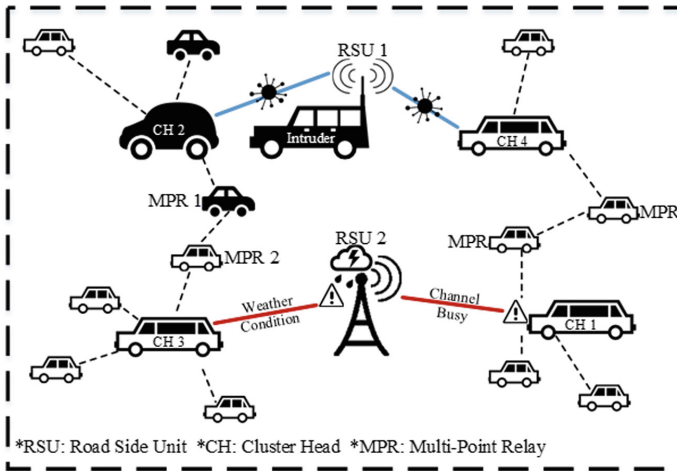 RSU 1
CH 2
Intruder
CH 4
MPR 1
MPR
MPR
RSU 2
MPR 2
Weather
Condition
Channel
Busy
CH 3
CH 1
*RSU: Road Side Unit *CH: Cluster Head *MPR: Multi-Point Relay